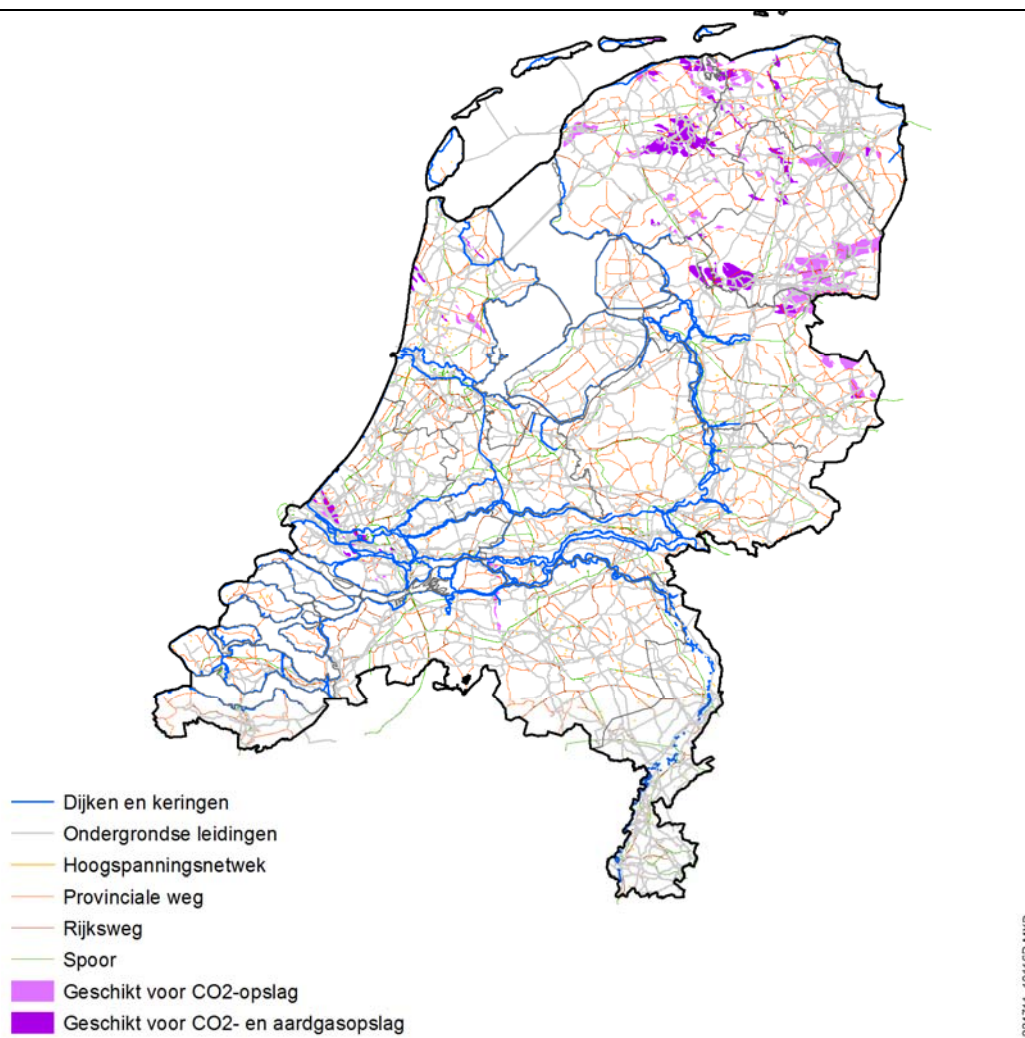 Dijken en keringen
Ondergrondse leidingen
Hoogspanningsnetwek
Provinciale weg
Rijksweg
Spoor
Geschikt voor CO2-opslag
Geschikt voor CO2- en aardgasopslag